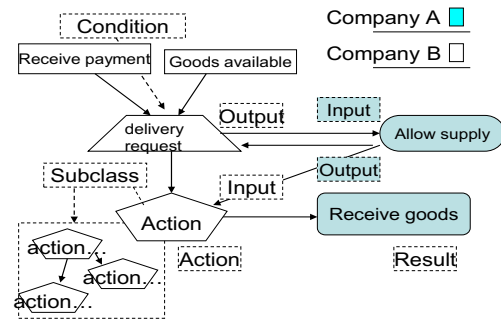 Condition
Company A
Receive payment
Goods available
Company B
Output
Input
delivery
request
Allow supply
Subclass
Input
Output
Action
Receive goods
action...
action...
action...
Action
Result